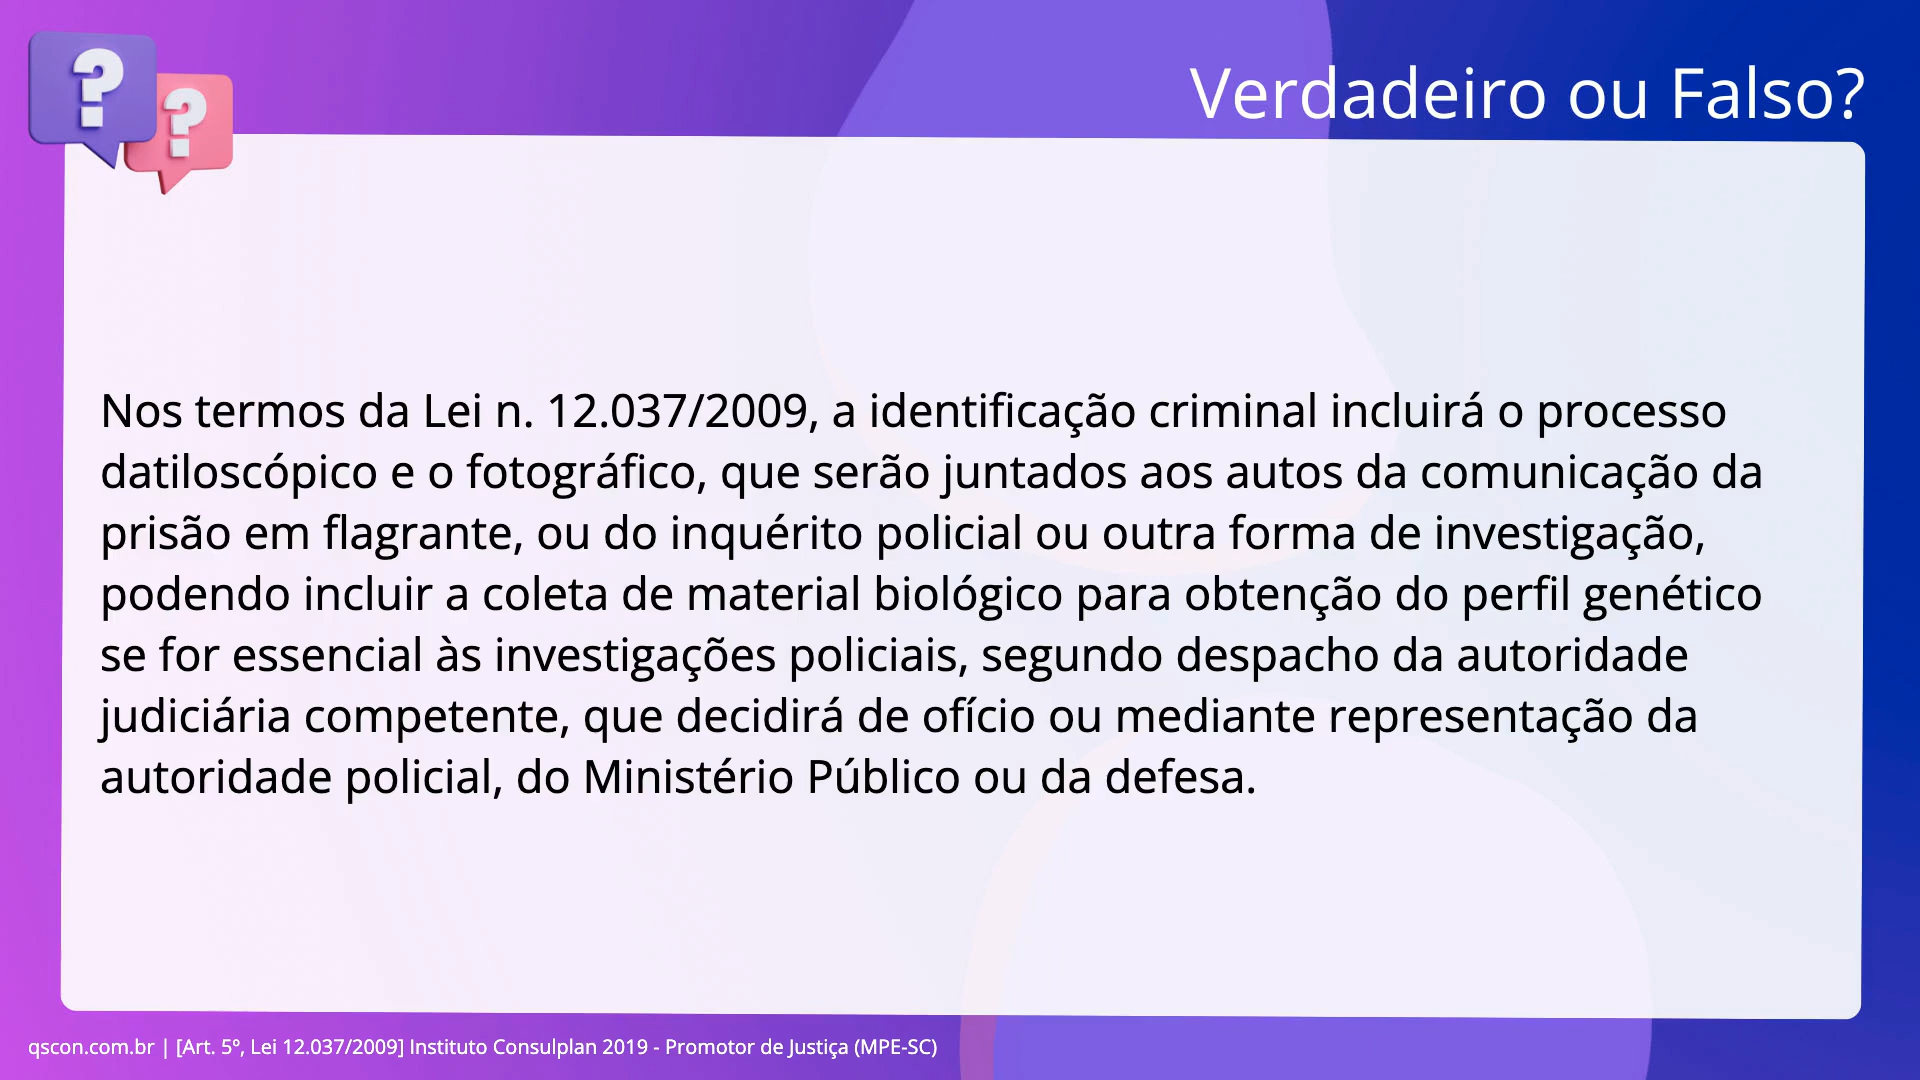 ? ?
Verdadeiro ou Falso?
Nos termos da Lei n. 12.037/2009, a identificação criminal incluirá o processo
datiloscópico e o fotográfico, que serão juntados aos autos da comunicação da
prisão em flagrante, ou do inquérito policial ou outra forma de investigação,
podendo incluir a coleta de material biológico para obtenção do perfil genético
se for essencial às investigações policiais, segundo despacho da autoridade
judiciária competente, que decidirá de ofício ou mediante representação da
autoridade policial, do Ministério Público ou da defesa.
qscon.com.br | [Art. 5º, Lei 12.037/2009] Instituto Consulplan 2019 - Promotor de Justiça (MPE-SC)